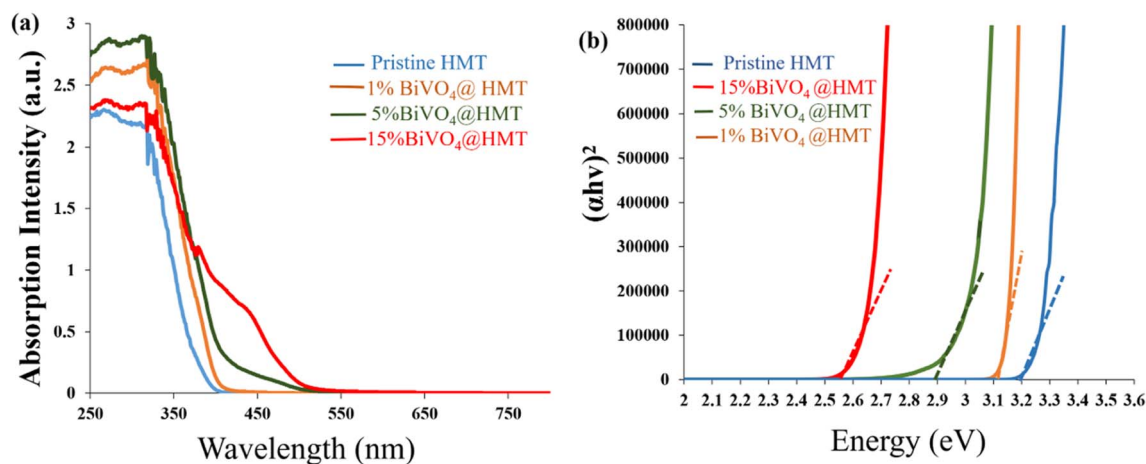 (a)
3
2.5
2
1.5
1
0.5
0
250
350
450
550
650
750
Absorption Intensity (a.u.)
Wavelength (nm)
Pristine HMT
1% BiVO₄@ HMT
5%BiVO₄@HMT
15%BiVO₄@HMT
(b)
800000
700000
600000
500000
400000
300000
200000
100000
0
2 2.1 2.2 2.3 2.4 2.5 2.6 2.7 2.8 2.9 3 3.1 3.2 3.3 3.4 3.5 3.6
(αhv)²
Energy (eV)
Pristine HMT
15%BiVO₄@HMT
5% BiVO₄@HMT
1% BiVO₄@HMT